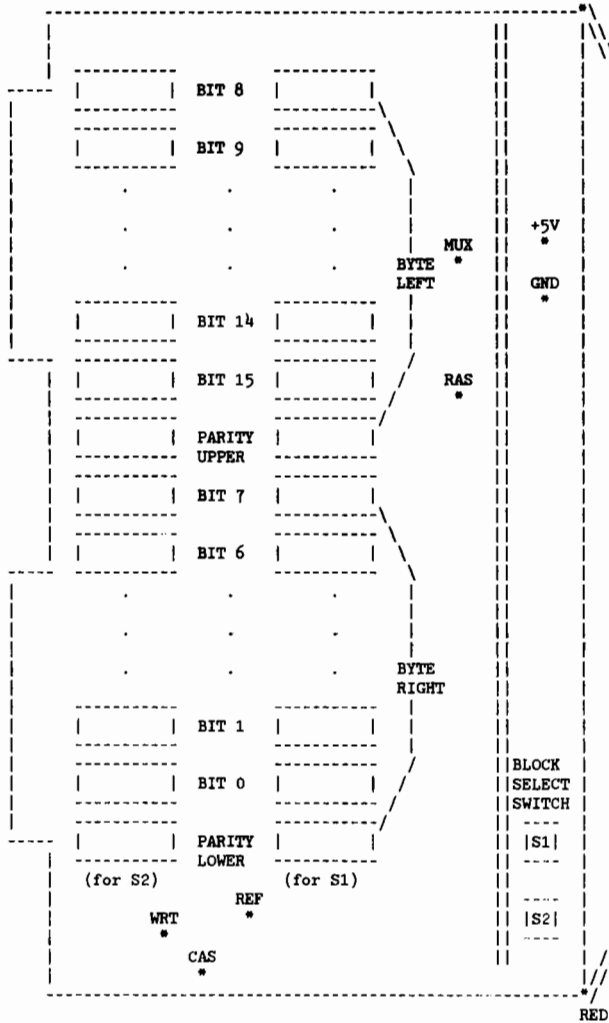 BIT 8
BIT 9
+5V
MUX
BYTE
LEFT
GND
BIT 14
BIT 15
RAS
PARITY
UPPER
BIT 7
BIT 6
BYTE
RIGHT
BIT 1
BIT 0
BLOCK
SELECT
SWITCH
PARITY
LOWER
|S1|
(for S2) (for S1)
REF
WRT
|S2|
CAS
RED